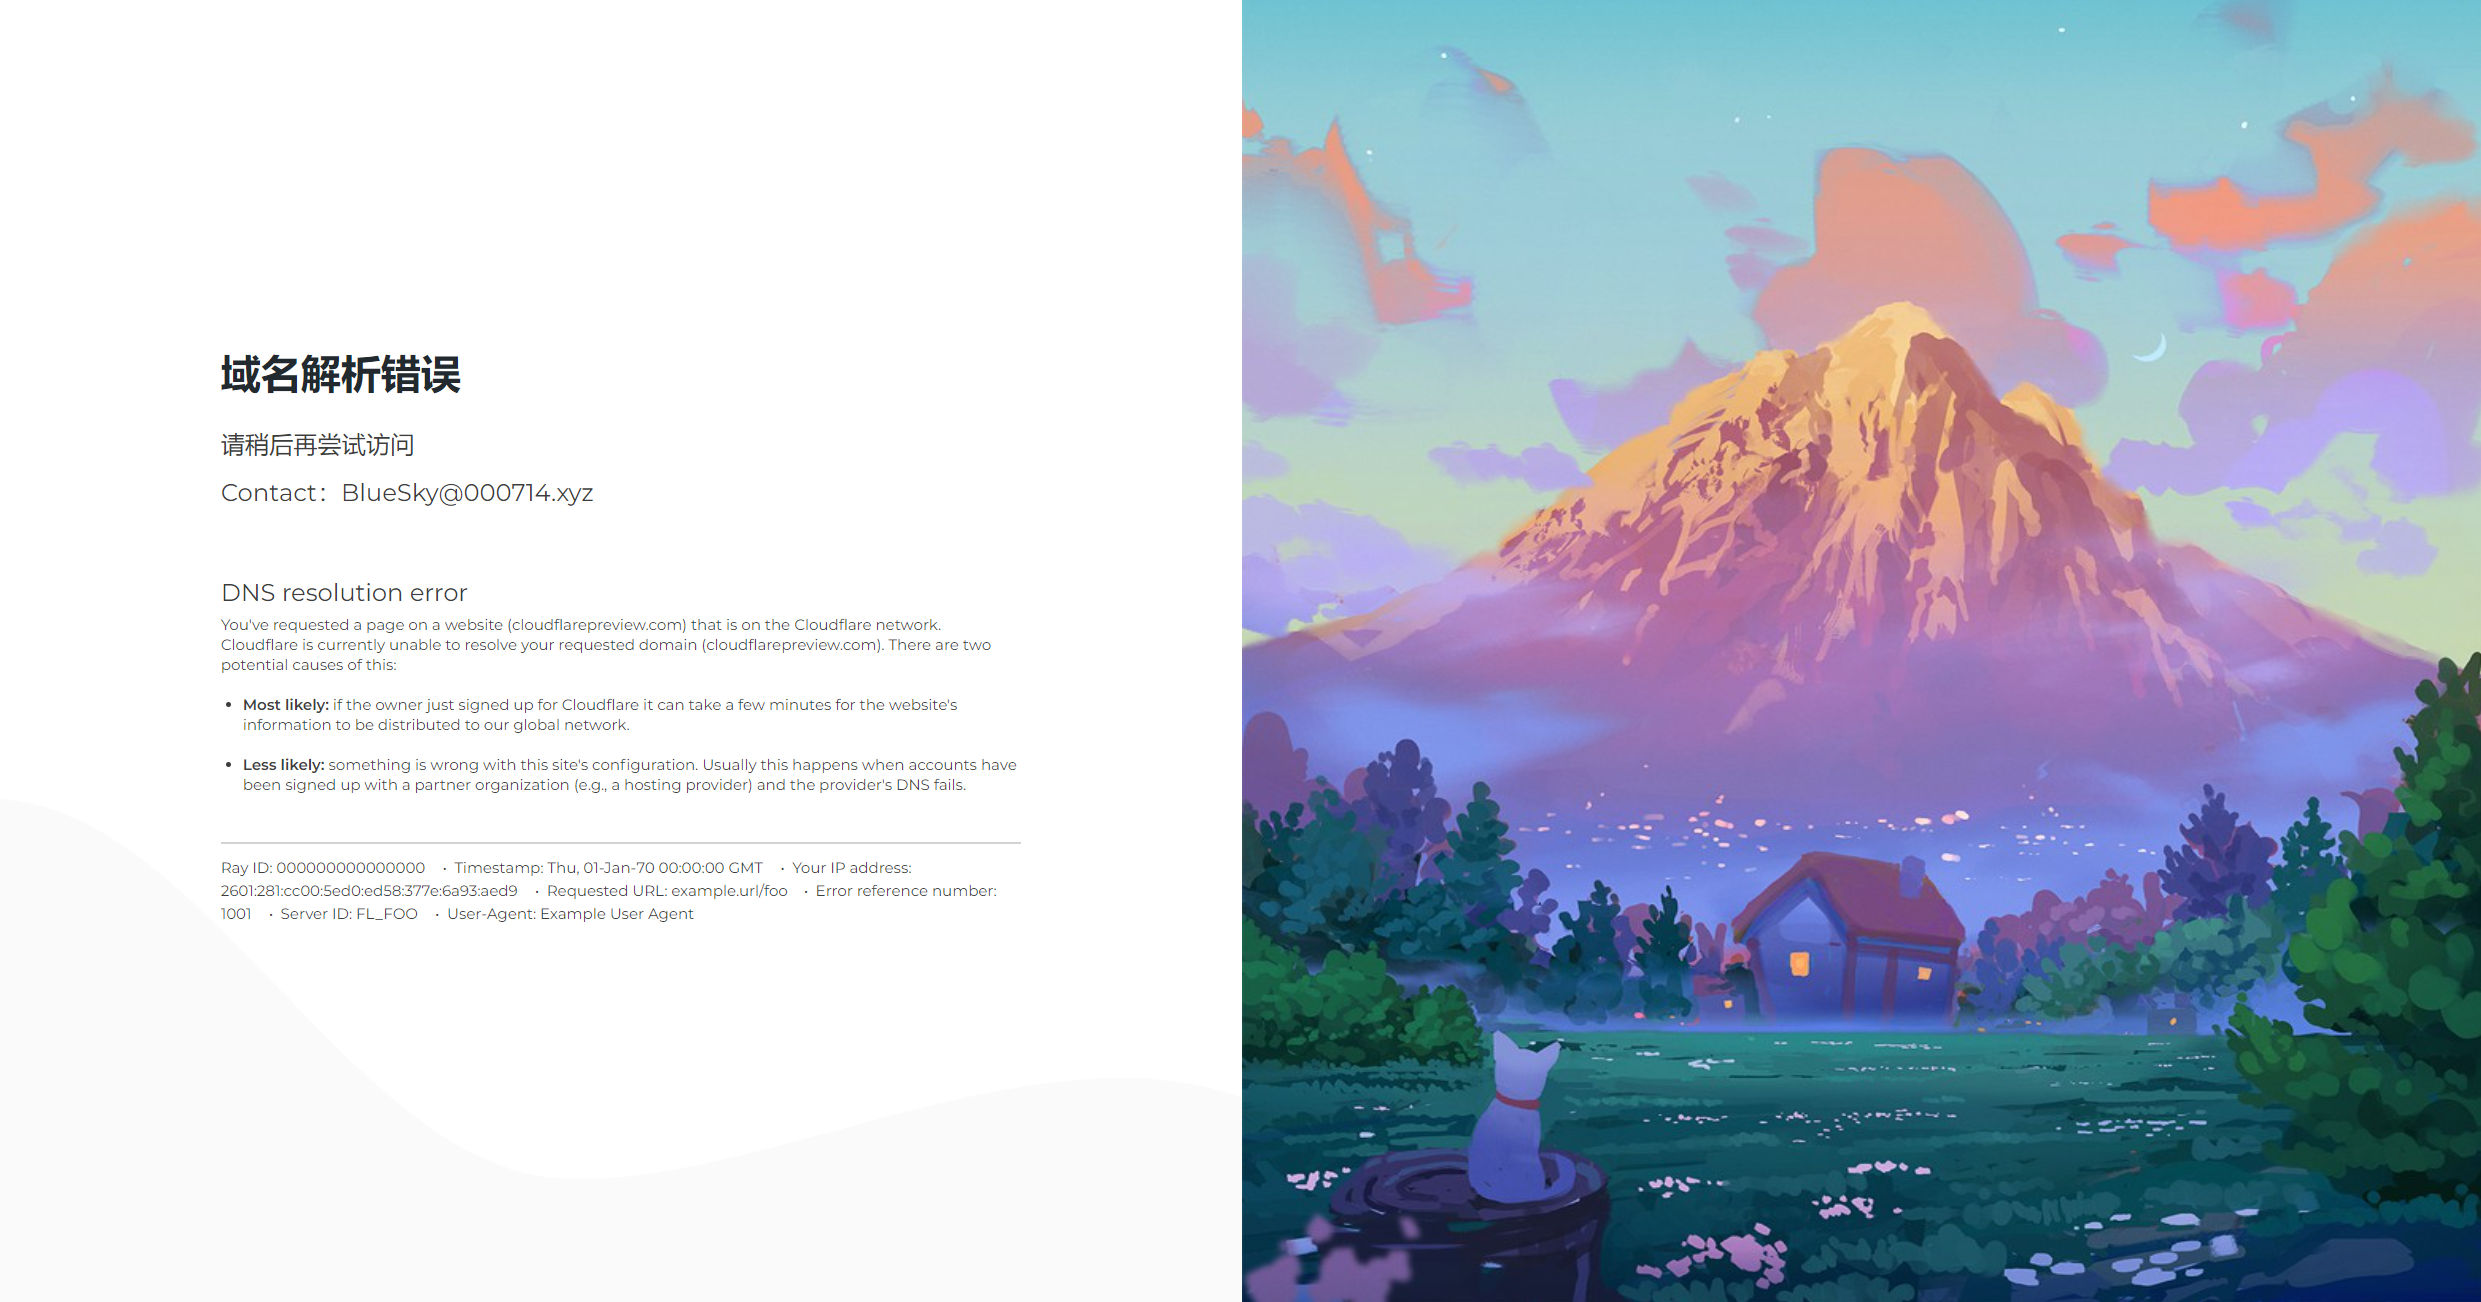 域名解析错误
请稍后再尝试访问
Contact：BlueSky@000714.xyz
DNS resolution error
You've requested a page on a website (cloudflarepreview.com) that is on the Cloudflare network.
Cloudflare is currently unable to resolve your requested domain (cloudflarepreview.com). There are two
potential causes of this:
• Most likely: if the owner just signed up for Cloudflare it can take a few minutes for the website's
information to be distributed to our global network.
• Less likely: something is wrong with this site's configuration. Usually this happens when accounts have
been signed up with a partner organization (e.g., a hosting provider) and the provider's DNS fails.
Ray ID: 000000000000000 • Timestamp: Thu, 01-Jan-70 00:00:00 GMT • Your IP address:
2601:281:cc00:5ed0:ed58:377e:6a93:aed9 • Requested URL: example.url/foo • Error reference number:
1001 • Server ID: FL_FOO • User-Agent: Example User Agent